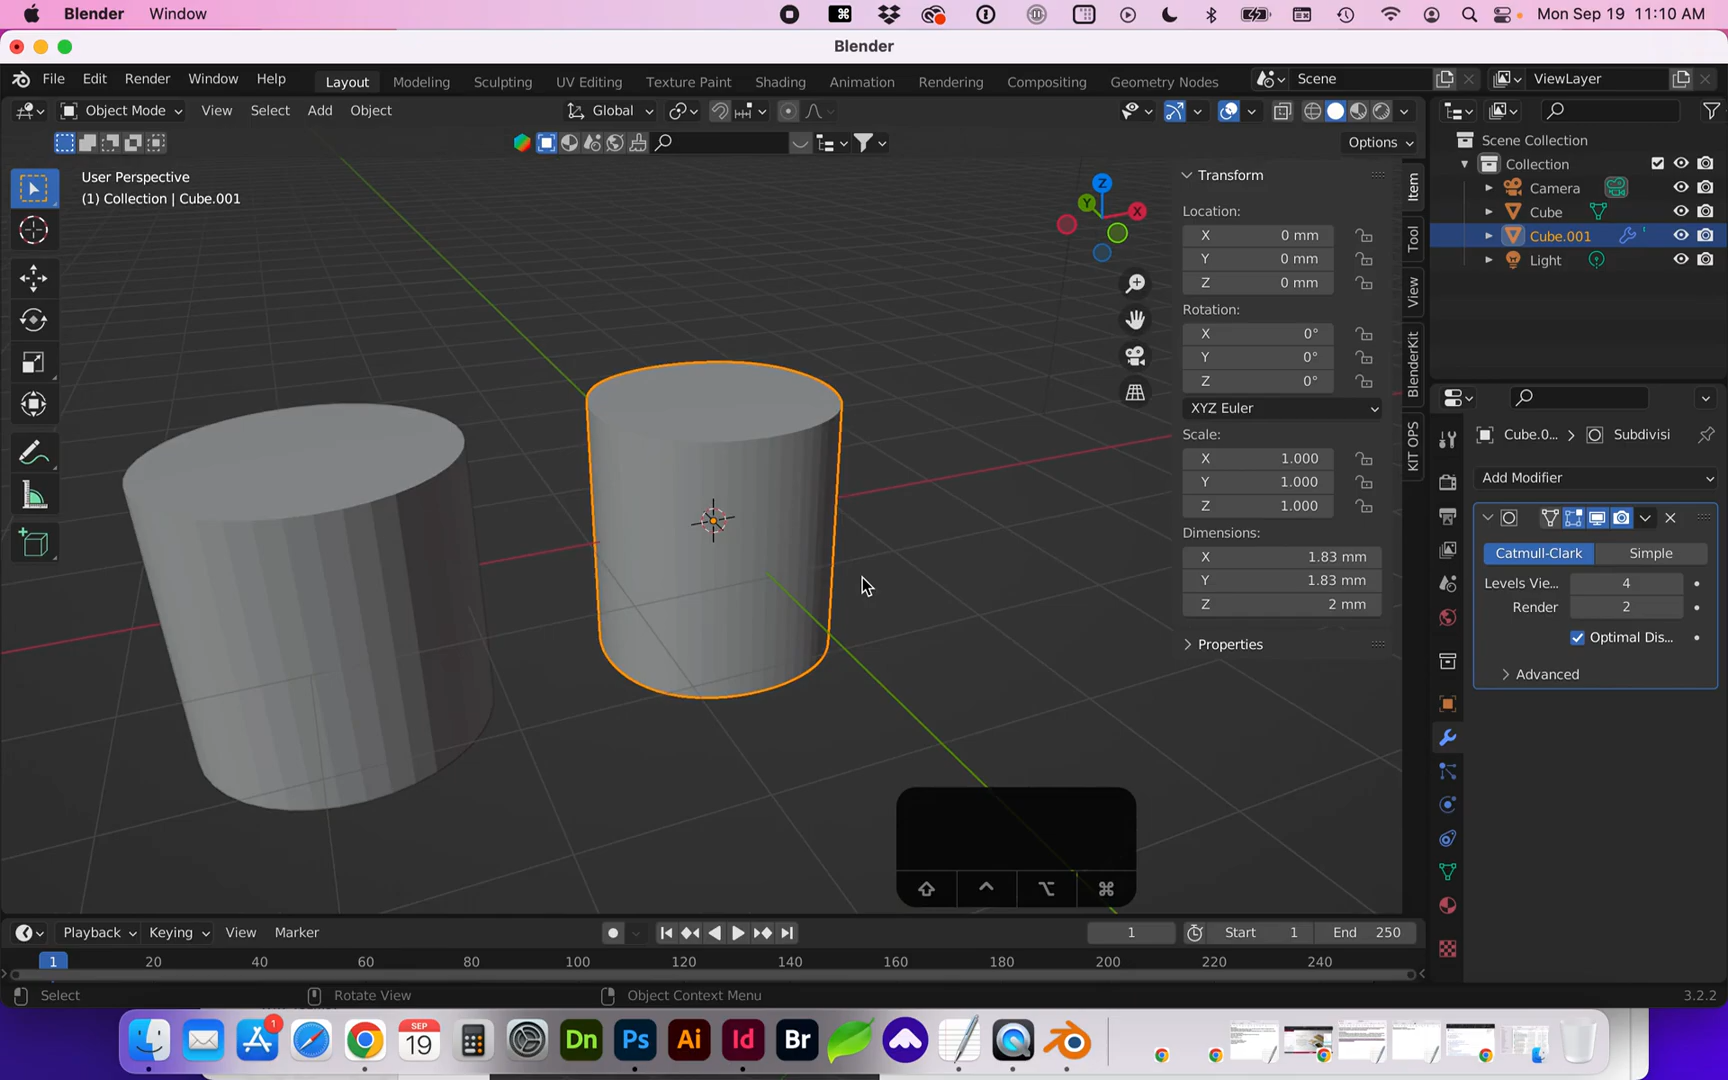 Blender Window Mon Sep 19 11:10 AM
Blender
File Edit Render Window Help Layout Modeling Sculpting UV Editing Texture Paint Shading Animation Rendering Compositing Geometry Nodes Scene ViewLayer
Object Mode View Select Add Object Global
Options
User Perspective
(1) Collection | Cube.001
Z
Y
X
Transform
Location:
X 0 mm
Y 0 mm
Z 0 mm
Rotation:
X 0°
Y 0°
Z 0°
XYZ Euler
Scale:
X 1.000
Y 1.000
Z 1.000
Dimensions:
X 1.83 mm
Y 1.83 mm
Z 2 mm
Properties
Item
Tool
View
BlenderKit
KIT OPS
Scene Collection
Collection
Camera
Cube
Cube.001
Light
Cube.0... Subdivisi
Add Modifier
Catmull-Clark Simple
Levels Vie... 4
Render 2
Optimal Dis...
Advanced
Playback Keying View Marker 1 Start 1 End 250
1 20 40 60 80 100 120 140 160 180 200 220 240
Select Rotate View Object Context Menu 3.2.2
1
SEP
19
Dn Ps Ai Id Br